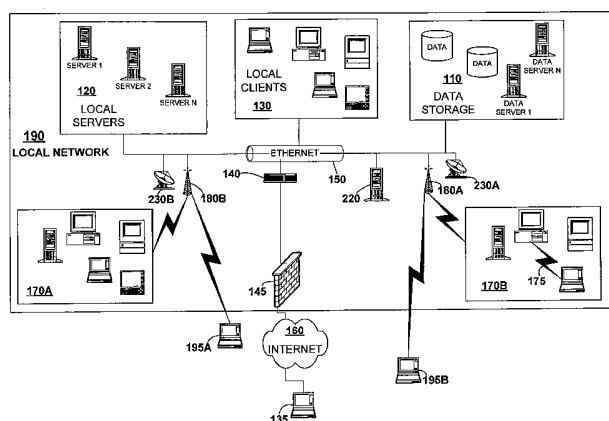 SERVER 1
SERVER 2
SERVER N
120
LOCAL
SERVERS
LOCAL
CLIENTS
130
DATA
DATA
DATA
SERVER N
110
DATA
STORAGE
DATA
SERVER 1
190
LOCAL NETWORK
ETHERNET
140
150
230B
180B
220
180A
230A
170A
145
175
170B
195A
160
INTERNET
195B
135